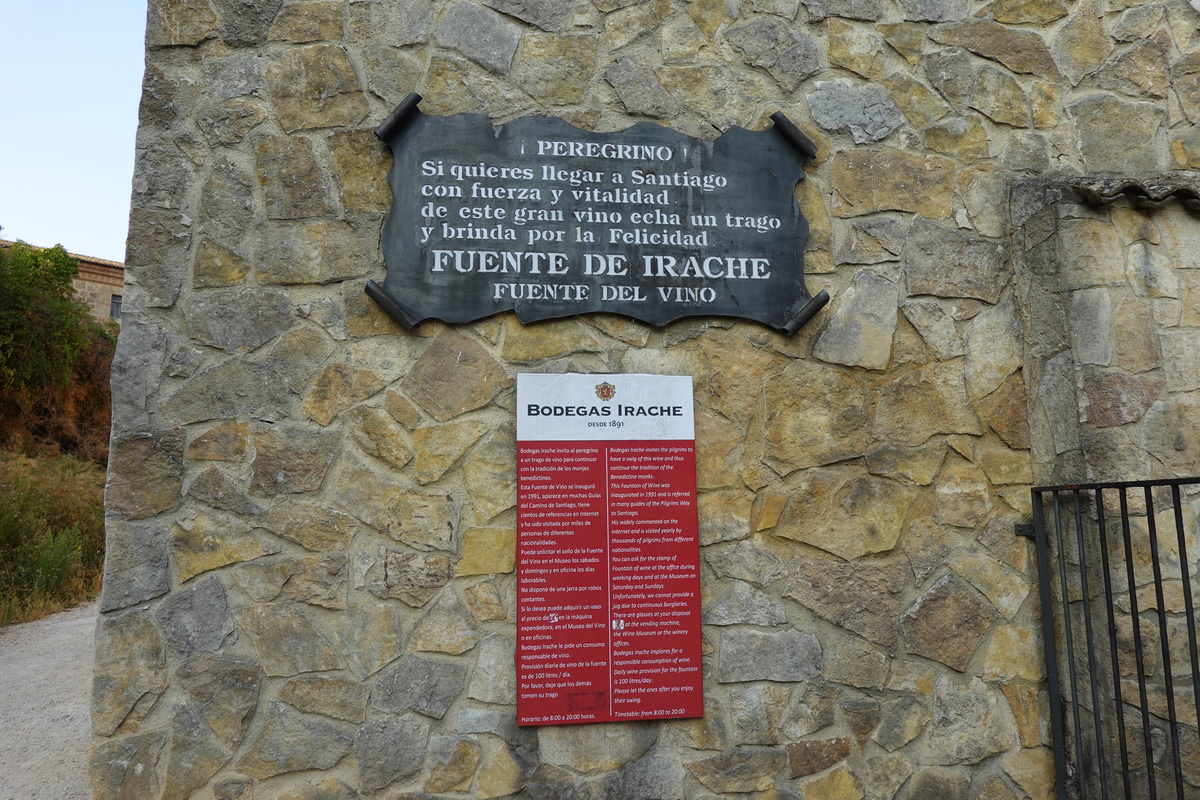 ¡ PEREGRINO !
Si quieres llegar a Santiago
con fuerza y vitalidad
de este gran vino echa un trago
y brinda por la Felicidad
FUENTE DE IRACHE
FUENTE DEL VINO
BODEGAS IRACHE
DESDE 1891
Bodegas Irache invita al peregrino
a un trago de vino para continuar
con la tradición de los monjes
benedictinos.
Esta Fuente de Vino se inauguró
en 1991, aparece en muchas Guías
del Camino de Santiago, tiene
cientos de referencias en internet
y ha sido visitada por miles de
personas de diferentes
nacionalidades.
Puede solicitar el sello de la Fuente
del Vino en el Museo los sábados
y domingos y en oficina los días
laborables.
No dispone de una jarra por robos
contantes.
Si lo desea puede adquirir un vaso
al precio de en la máquina
expendedora, en el Museo del Vino
o en oficinas.
Bodegas Irache le pide un consumo
responsable de vino.
Provisión diaria de vino de la fuente
es de 100 litros / día.
Por favor, deje que los demás
tomen su trago
Horario: de 8:00 a 20:00 horas.
Bodegas Irache invites the pilgrims to
have a swig of this wine and thus
continue the tradition of the
Benedictine monks.
This Fountain of Wine was
inaugurated in 1991 and is referred
in many guides of the Pilgrims Way
to Santiago.
His widely commented on the
internet and is visited yearly by
thousands of pilgrims from different
nationalities.
You can ask for the stamp of
Fountain of wine at the office during
working days and at the Museum on
Saturday and Sundays
Unfortunately, we cannot provide a
jug due to continuous burglaries.
There are glasses at your disposal
at the vending machine,
the Wine Museum or the winery
offices.
Bodegas Irache implores for a
responsible consumption of wine.
Daily wine provision for the fountain
is 100 litres/day.
Please let the ones after you enjoy
their swing.
Timetable: from 8:00 to 20:00